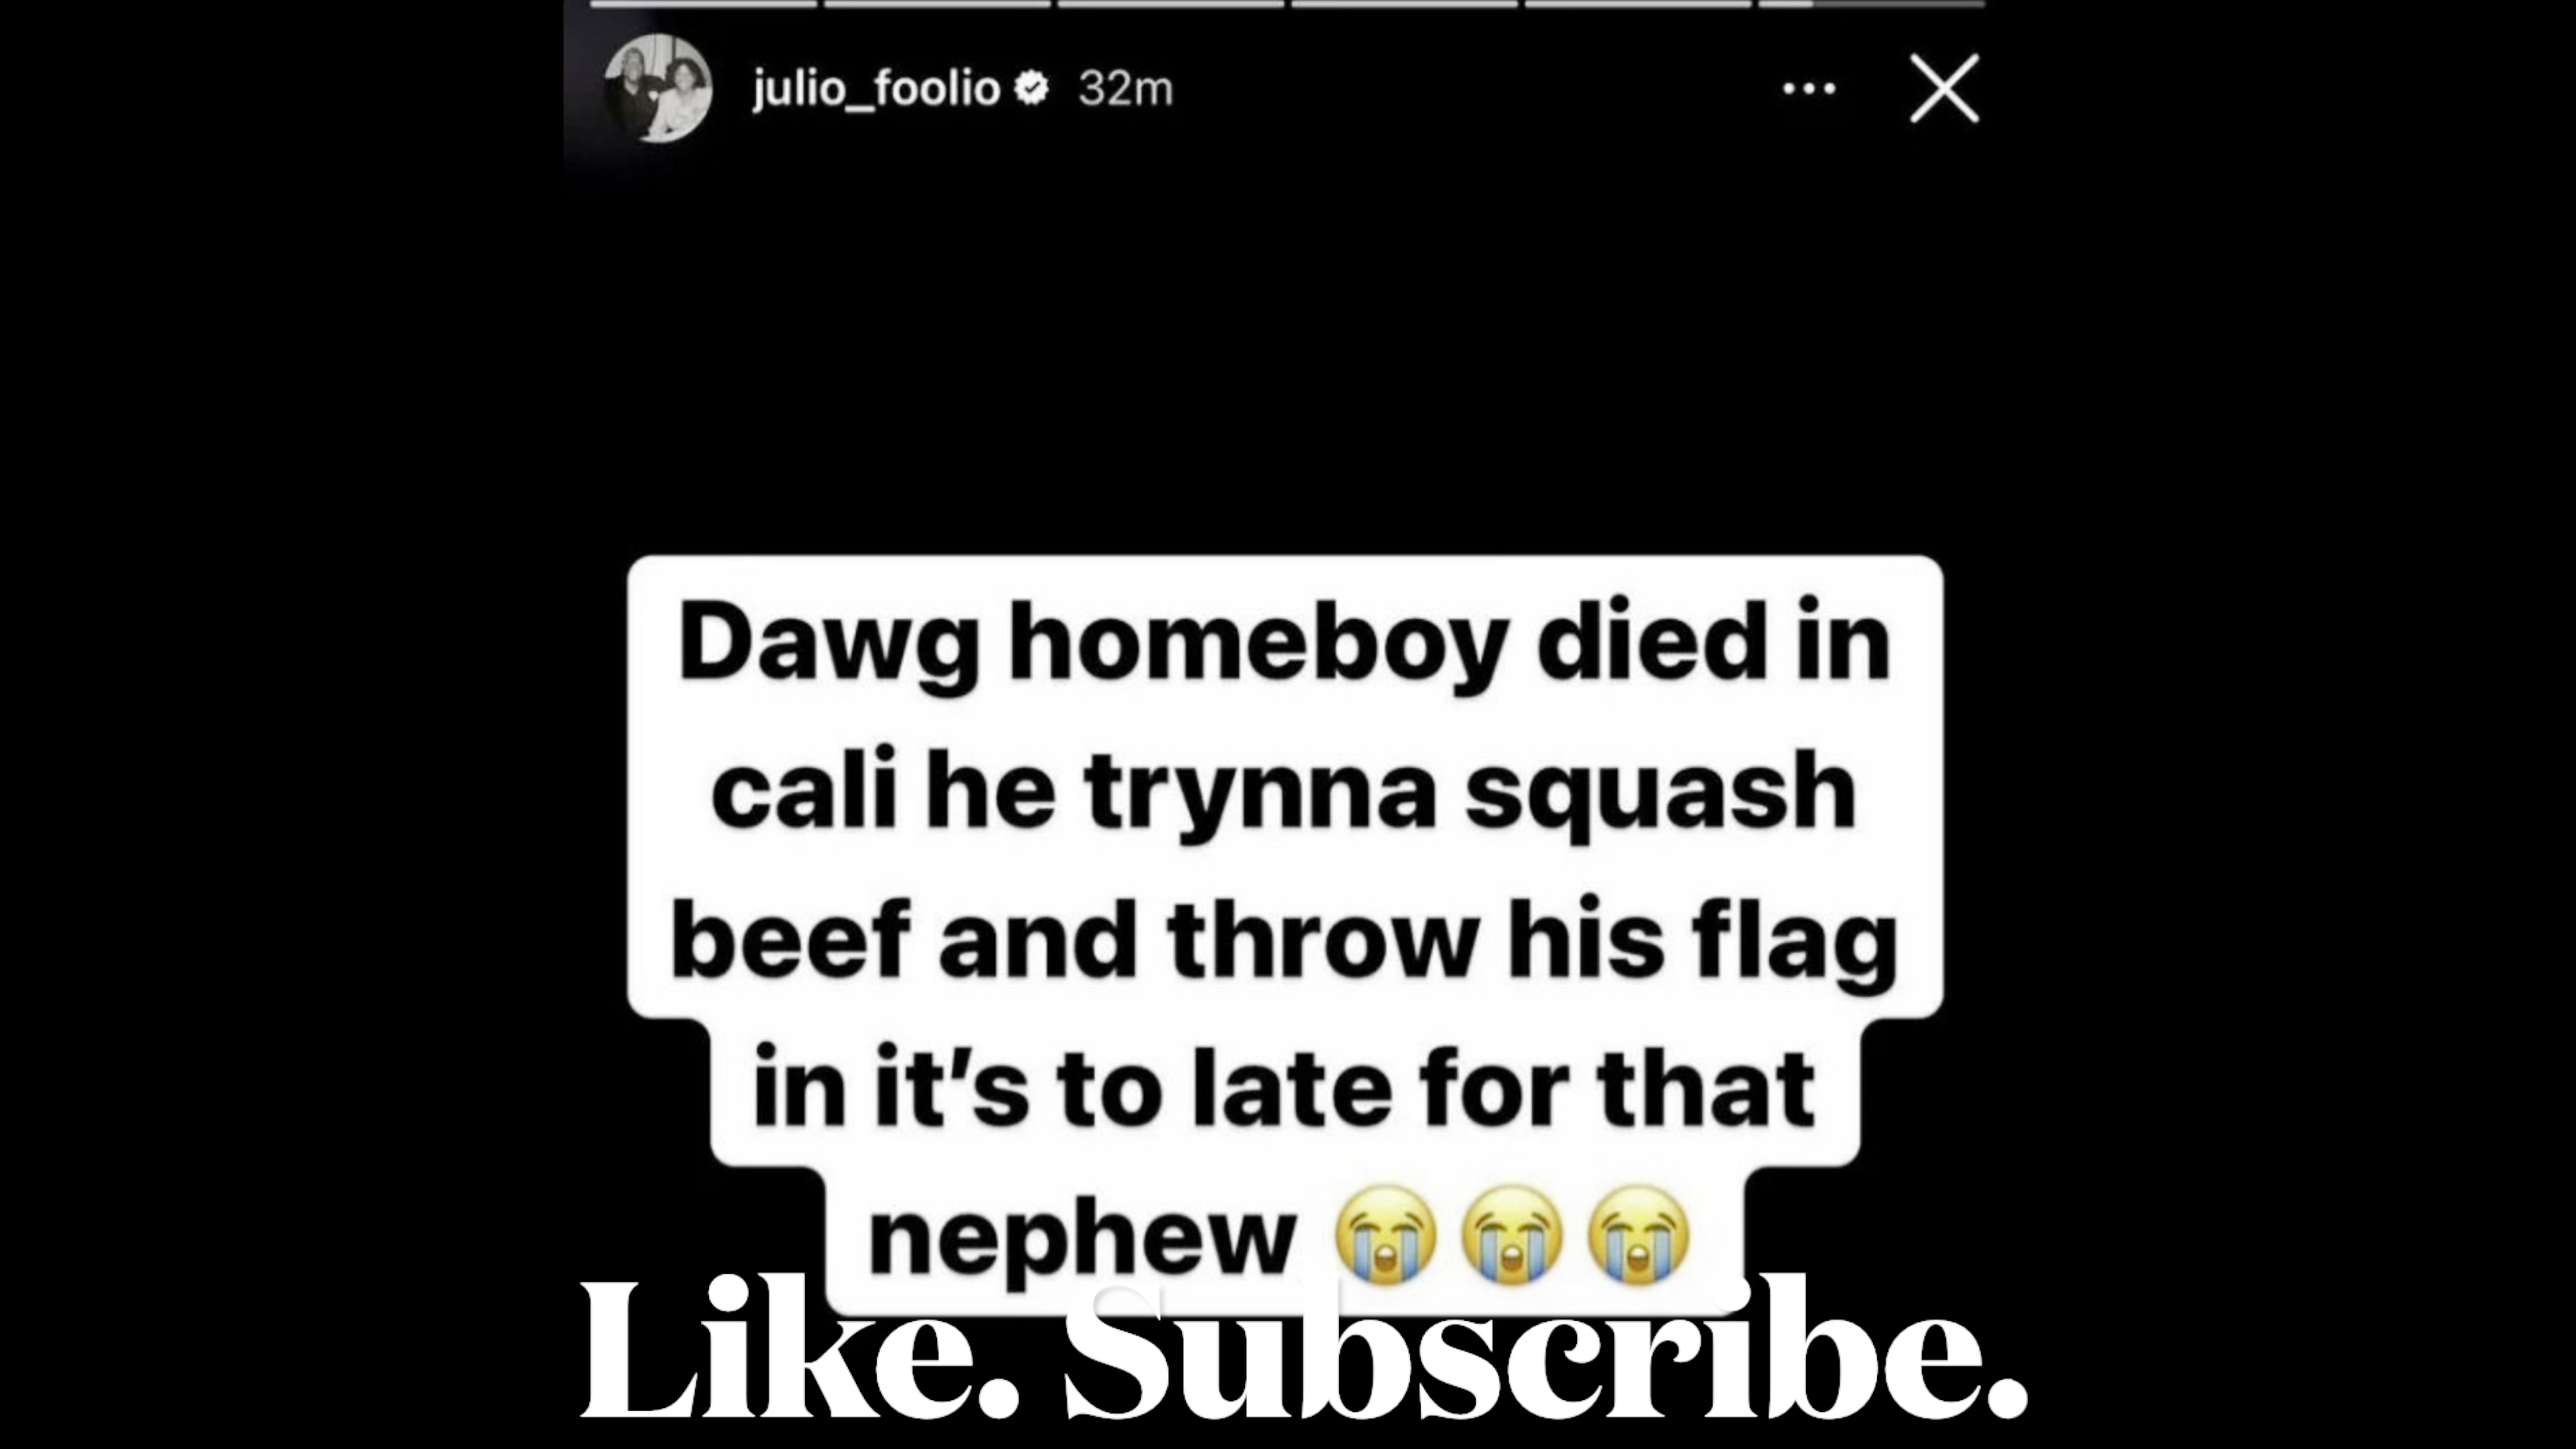 julio_foolio 32m
Dawg homeboy died in
cali he trynna squash
beef and throw his flag
in it’s to late for that
nephew 😭😭😭
Like. Subscribe.